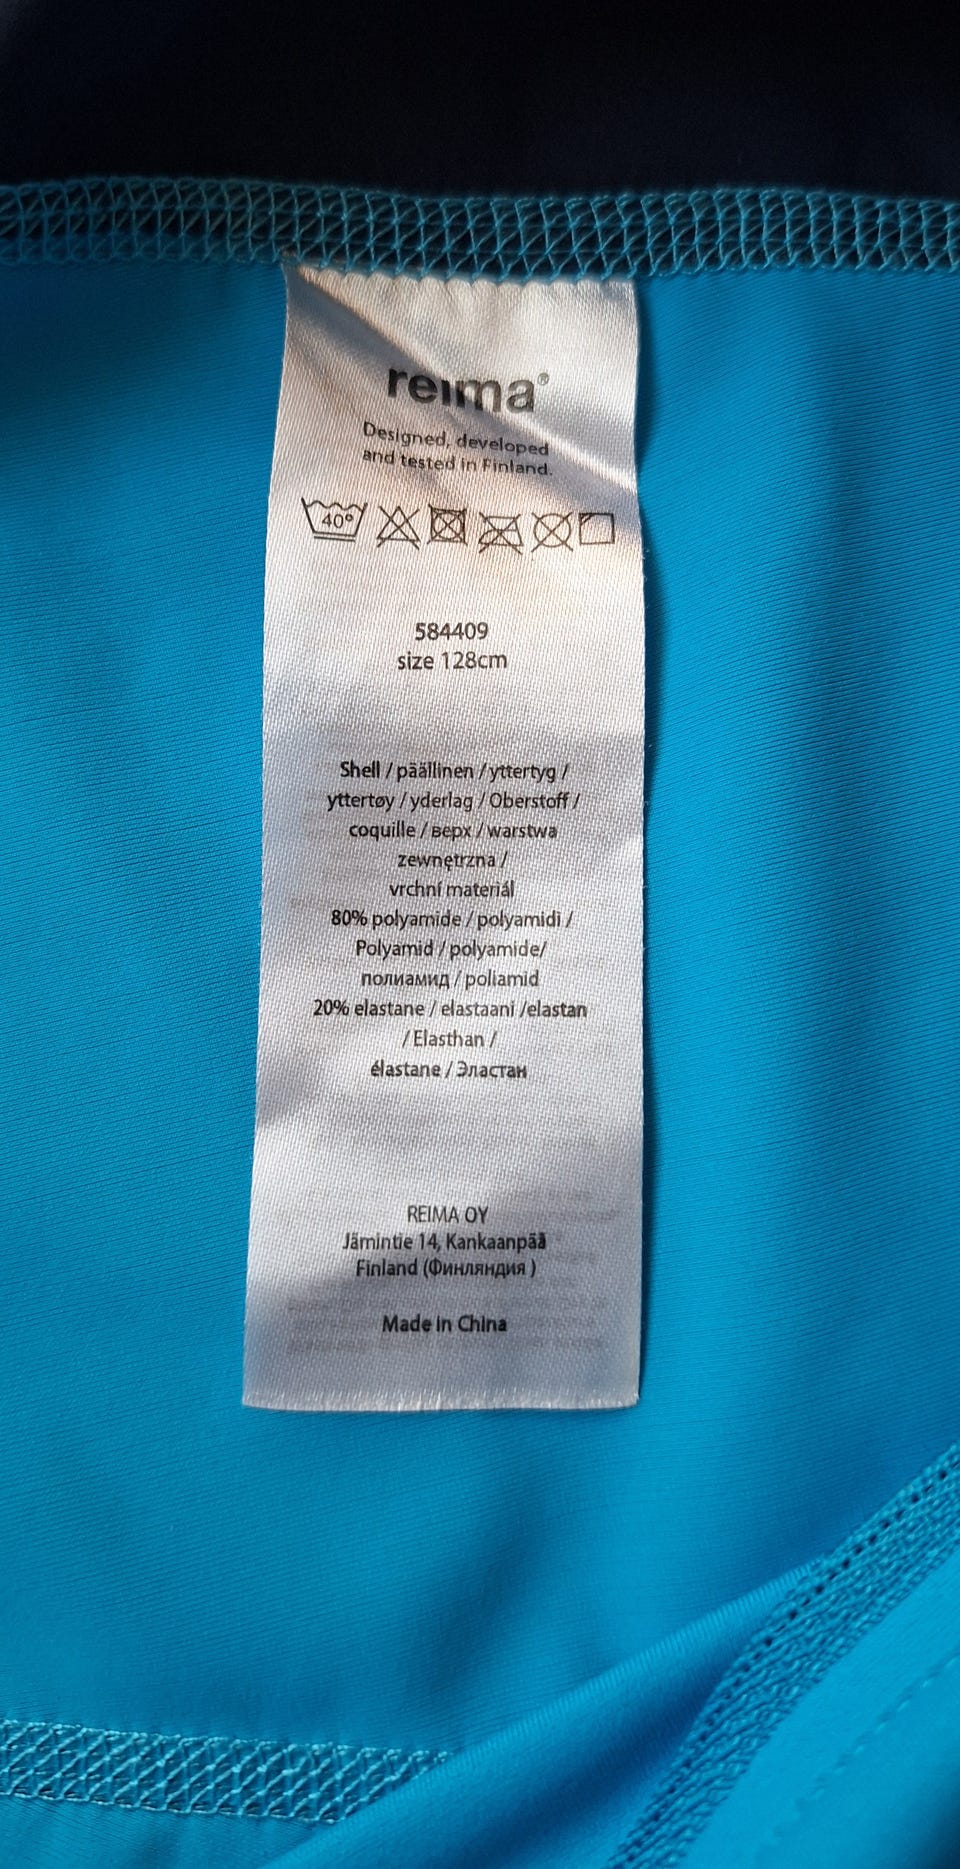 reima®
Designed, developed
and tested in Finland.
40°
584409
size 128cm
Shell / päällinen / yttertyg /
yttertøy / yderlag / Oberstoff /
coquille / верх / warstwa
zewnętrzna /
vrchní materiál
80% polyamide / polyamidi /
Polyamid / polyamide/
полиамид / poliamid
20% elastane / elastaani /elastan
/ Elasthan /
élastane / Эластан
REIMA OY
Jämintie 14, Kankaanpää
Finland (Финляндия )
Made in China